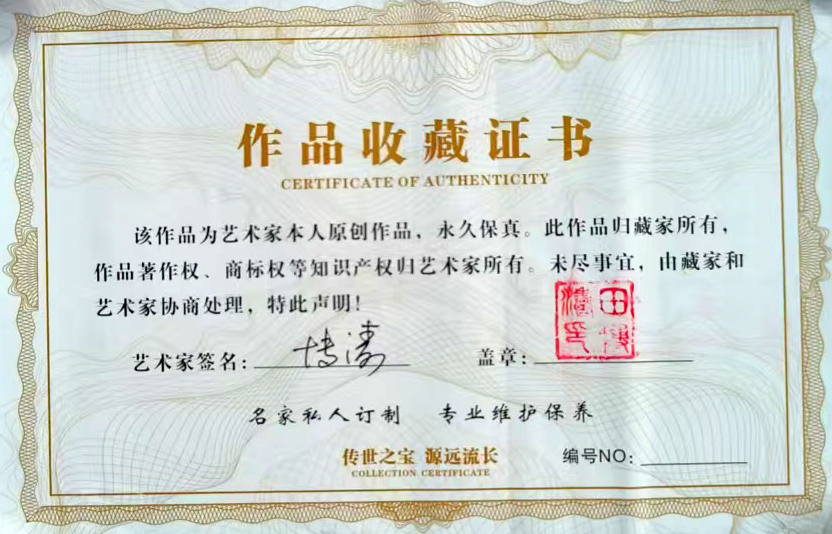 作品收藏证书
CERTIFICATE OF AUTHENTICITY
该作品为艺术家本人原创作品，永久保真。此作品归藏家所有，
作品著作权、商标权等知识产权归艺术家所有。未尽事宜，由藏家和
艺术家协商处理，特此声明！
艺术家签名： 博涛 盖章：
名家私人订制 专业维护保养
传世之宝 源远流长
COLLECTION CERTIFICATE
编号NO：